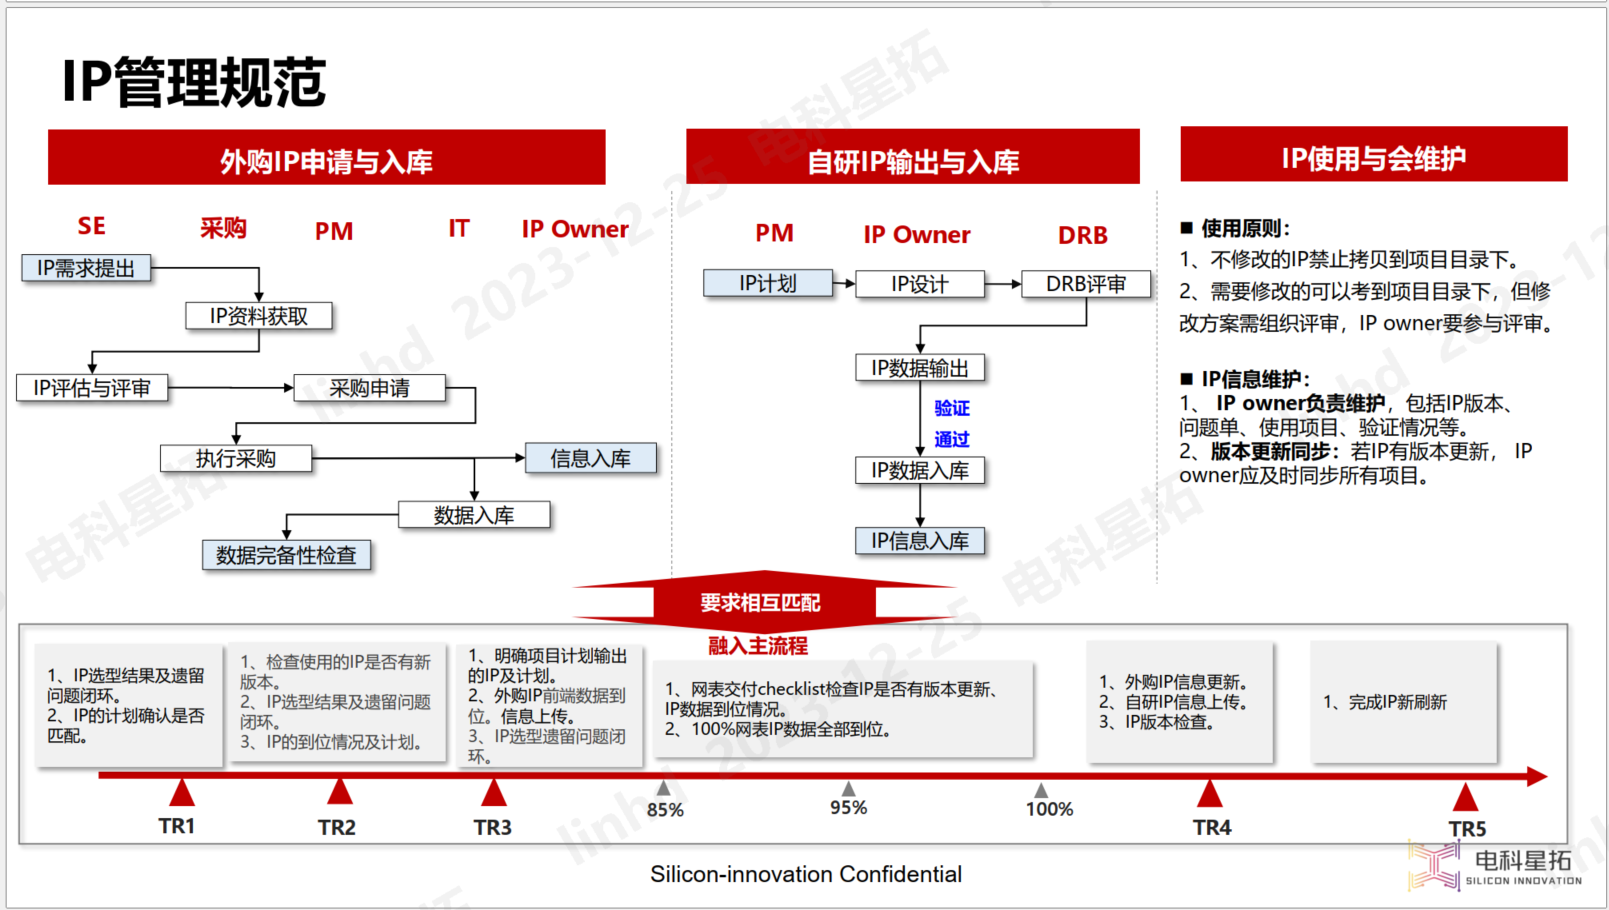 IP管理规范
外购IP申请与入库
SE
采购
PM
IT
IP Owner
IP需求提出
IP资料获取
IP评估与评审
采购申请
执行采购
信息入库
数据入库
数据完备性检查
自研IP输出与入库
PM
IP Owner
DRB
IP计划
IP设计
DRB评审
IP数据输出
验证
通过
IP数据入库
IP信息入库
IP使用与会维护
■ 使用原则：
1、不修改的IP禁止拷贝到项目目录下。
2、需要修改的可以考到项目目录下，但修
改方案需组织评审，IP owner要参与评审。
■ IP信息维护：
1、 IP owner负责维护，包括IP版本、
问题单、使用项目、验证情况等。
2、版本更新同步：若IP有版本更新， IP
owner应及时同步所有项目。
要求相互匹配
融入主流程
1、IP选型结果及遗留
问题闭环。
2、IP的计划确认是否
匹配。
1、检查使用的IP是否有新
版本。
2、IP选型结果及遗留问题
闭环。
3、IP的到位情况及计划。
1、明确项目计划输出
的IP及计划。
2、外购IP前端数据到
位。信息上传。
3、IP选型遗留问题闭
环。
1、网表交付checklist检查IP是否有版本更新、
IP数据到位情况。
2、100%网表IP数据全部到位。
1、外购IP信息更新。
2、自研IP信息上传。
3、IP版本检查。
1、完成IP新刷新
TR1
TR2
TR3
85%
95%
100%
TR4
TR5
Silicon-innovation Confidential
电科星拓
SILICON INNOVATION
电科星拓
linhd 2023-12-25 电科星拓
linhd 2023-12-25 电科星拓
linhd 2023-12